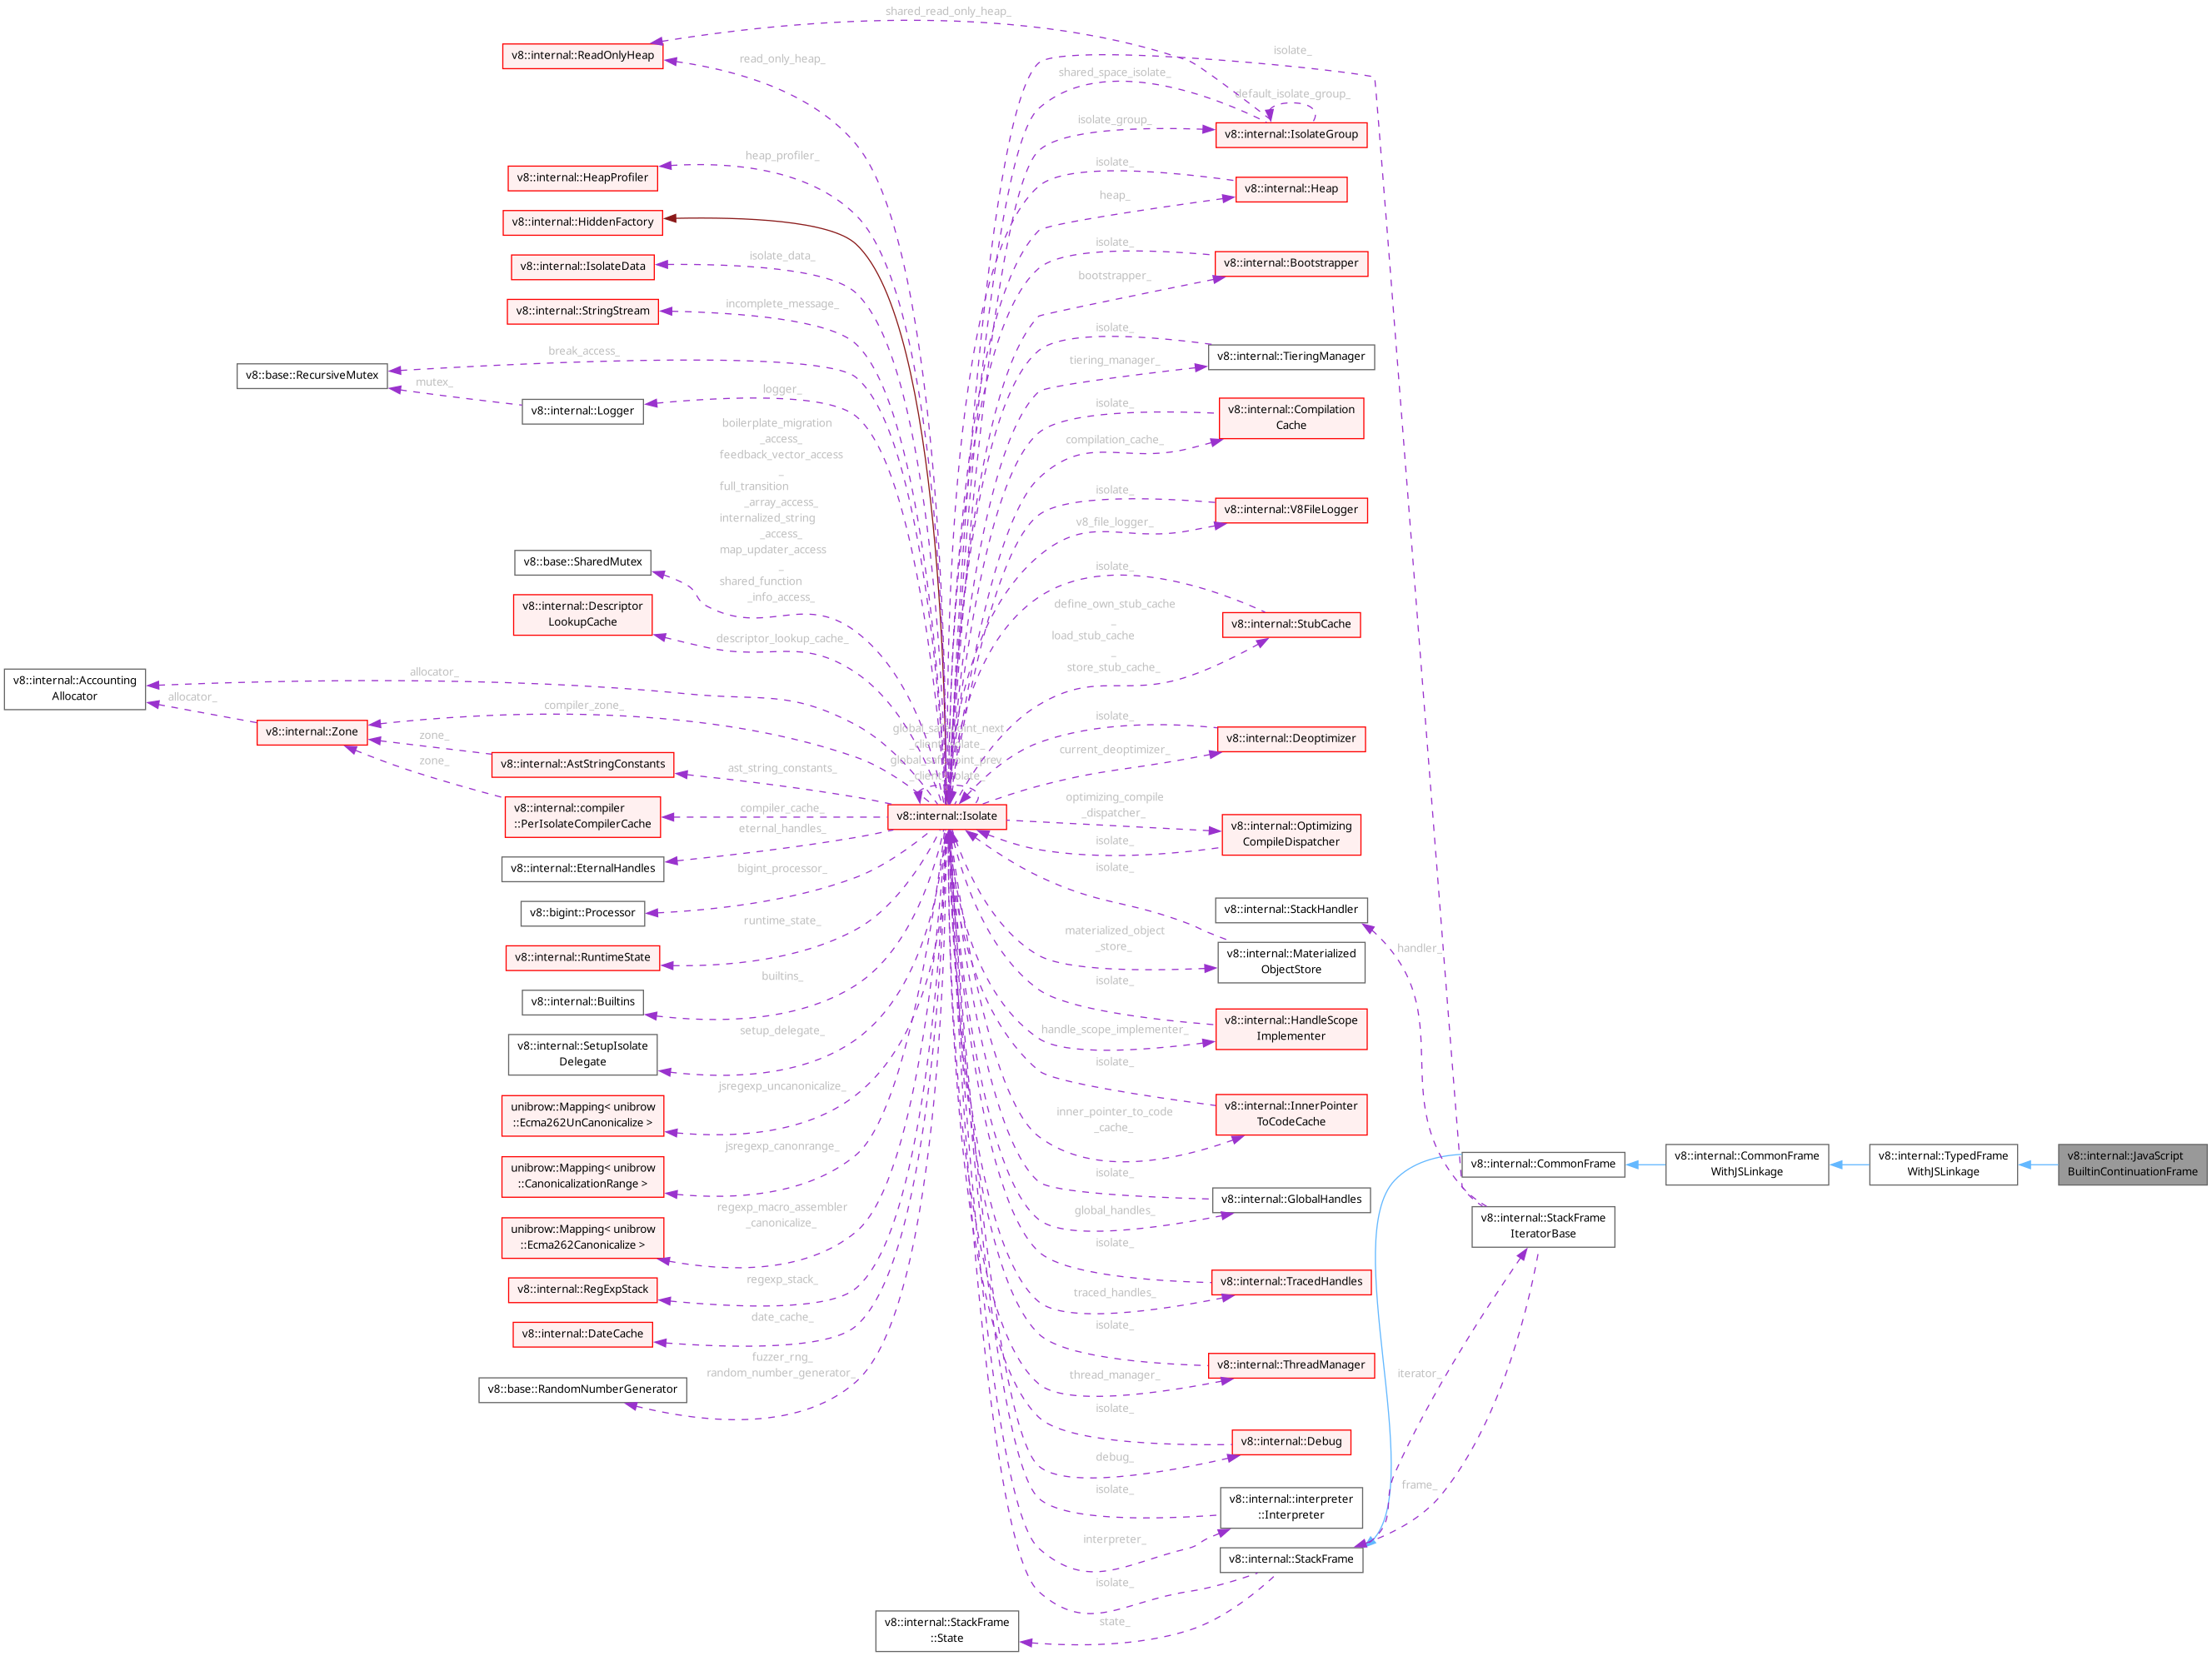 shared_read_only_heap_
v8::internal::ReadOnlyHeap
read_only_heap_
isolate_
shared_space_isolate_
default_isolate_group_
isolate_group_
v8::internal::IsolateGroup
heap_profiler_
v8::internal::HeapProfiler
isolate_
v8::internal::Heap
heap_
v8::internal::HiddenFactory
isolate_
isolate_data_
v8::internal::IsolateData
v8::internal::Bootstrapper
bootstrapper_
incomplete_message_
v8::internal::StringStream
isolate_
break_access_
v8::internal::TieringManager
tiering_manager_
v8::base::RecursiveMutex
mutex_
logger_
v8::internal::Logger
isolate_
v8::internal::Compilation
Cache
compilation_cache_
boilerplate_migration
_access_
feedback_vector_access
_
full_transition
_array_access_
internalized_string
_access_
map_updater_access
_
shared_function
_info_access_
isolate_
v8::internal::V8FileLogger
v8_file_logger_
v8::base::SharedMutex
isolate_
v8::internal::Descriptor
LookupCache
descriptor_lookup_cache_
define_own_stub_cache
_
load_stub_cache
_
store_stub_cache_
v8::internal::StubCache
v8::internal::Accounting
Allocator
allocator_
allocator_
compiler_zone_
v8::internal::Zone
zone_
zone_
v8::internal::AstStringConstants
ast_string_constants_
global_safepoint_next
_client_isolate_
global_safepoint_prev
_client_isolate_
isolate_
v8::internal::Deoptimizer
current_deoptimizer_
v8::internal::compiler
::PerIsolateCompilerCache
compiler_cache_
v8::internal::Isolate
optimizing_compile
_dispatcher_
v8::internal::Optimizing
CompileDispatcher
isolate_
eternal_handles_
v8::internal::EternalHandles
isolate_
bigint_processor_
v8::bigint::Processor
v8::internal::StackHandler
handler_
runtime_state_
v8::internal::RuntimeState
materialized_object
_store_
v8::internal::Materialized
ObjectStore
isolate_
builtins_
v8::internal::Builtins
v8::internal::HandleScope
Implementer
handle_scope_implementer_
setup_delegate_
v8::internal::SetupIsolate
Delegate
isolate_
jsregexp_uncanonicalize_
unibrow::Mapping< unibrow
::Ecma262UnCanonicalize >
v8::internal::InnerPointer
ToCodeCache
inner_pointer_to_code
_cache_
jsregexp_canonrange_
unibrow::Mapping< unibrow
::CanonicalizationRange >
isolate_
v8::internal::GlobalHandles
global_handles_
v8::internal::CommonFrame
v8::internal::CommonFrame
WithJSLinkage
v8::internal::TypedFrame
WithJSLinkage
v8::internal::JavaScript
BuiltinContinuationFrame
v8::internal::StackFrame
IteratorBase
regexp_macro_assembler
_canonicalize_
unibrow::Mapping< unibrow
::Ecma262Canonicalize >
isolate_
v8::internal::TracedHandles
traced_handles_
regexp_stack_
v8::internal::RegExpStack
date_cache_
v8::internal::DateCache
isolate_
v8::internal::ThreadManager
thread_manager_
fuzzer_rng_
random_number_generator_
v8::base::RandomNumberGenerator
iterator_
isolate_
v8::internal::Debug
debug_
isolate_
frame_
v8::internal::interpreter
::Interpreter
interpreter_
v8::internal::StackFrame
isolate_
state_
v8::internal::StackFrame
::State